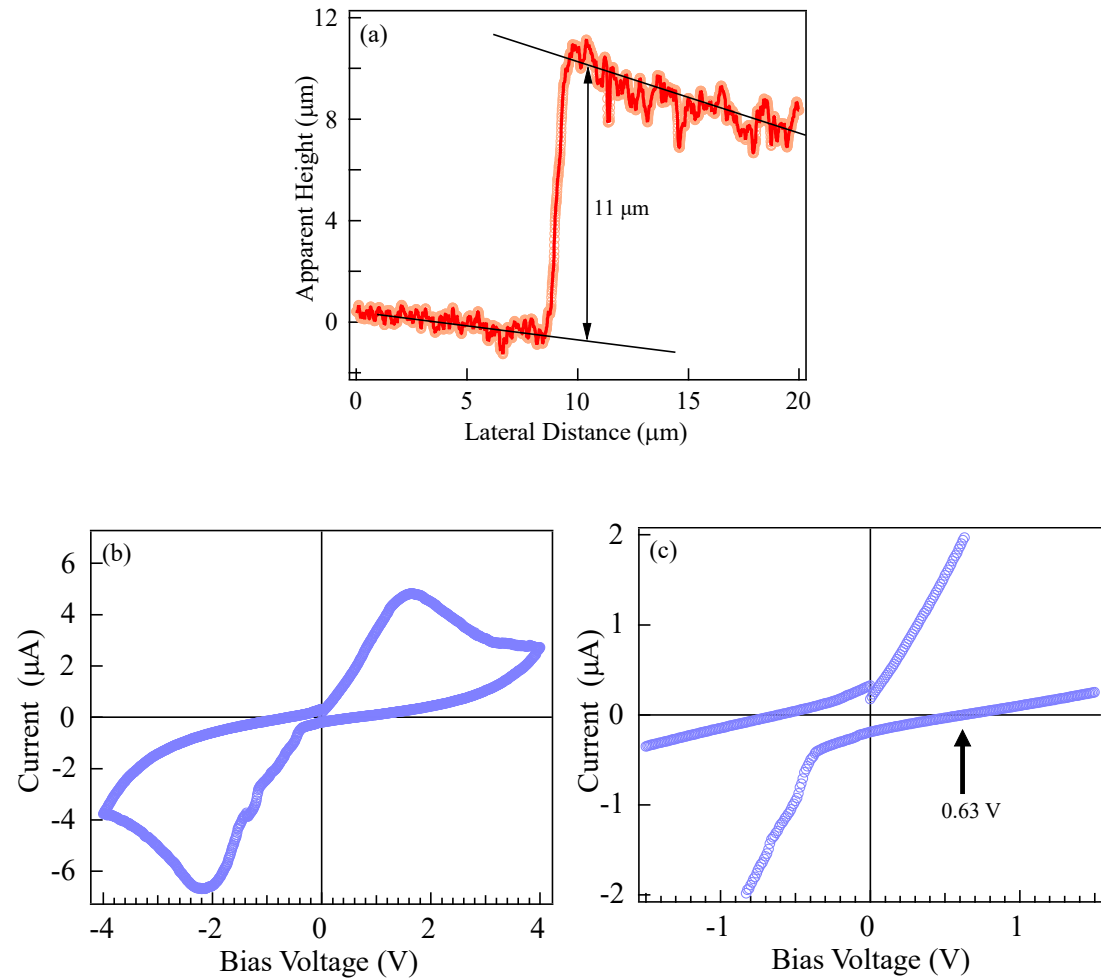 (a)
12
8
4
0
Apparent Height (μm)
11 μm
0
5
10
15
20
Lateral Distance (μm)
(b)
6
4
2
0
-2
-4
-6
Current (μA)
-4
-2
0
2
4
Bias Voltage (V)
(c)
2
1
0
-1
-2
Current (μA)
0.63 V
-1
0
1
Bias Voltage (V)